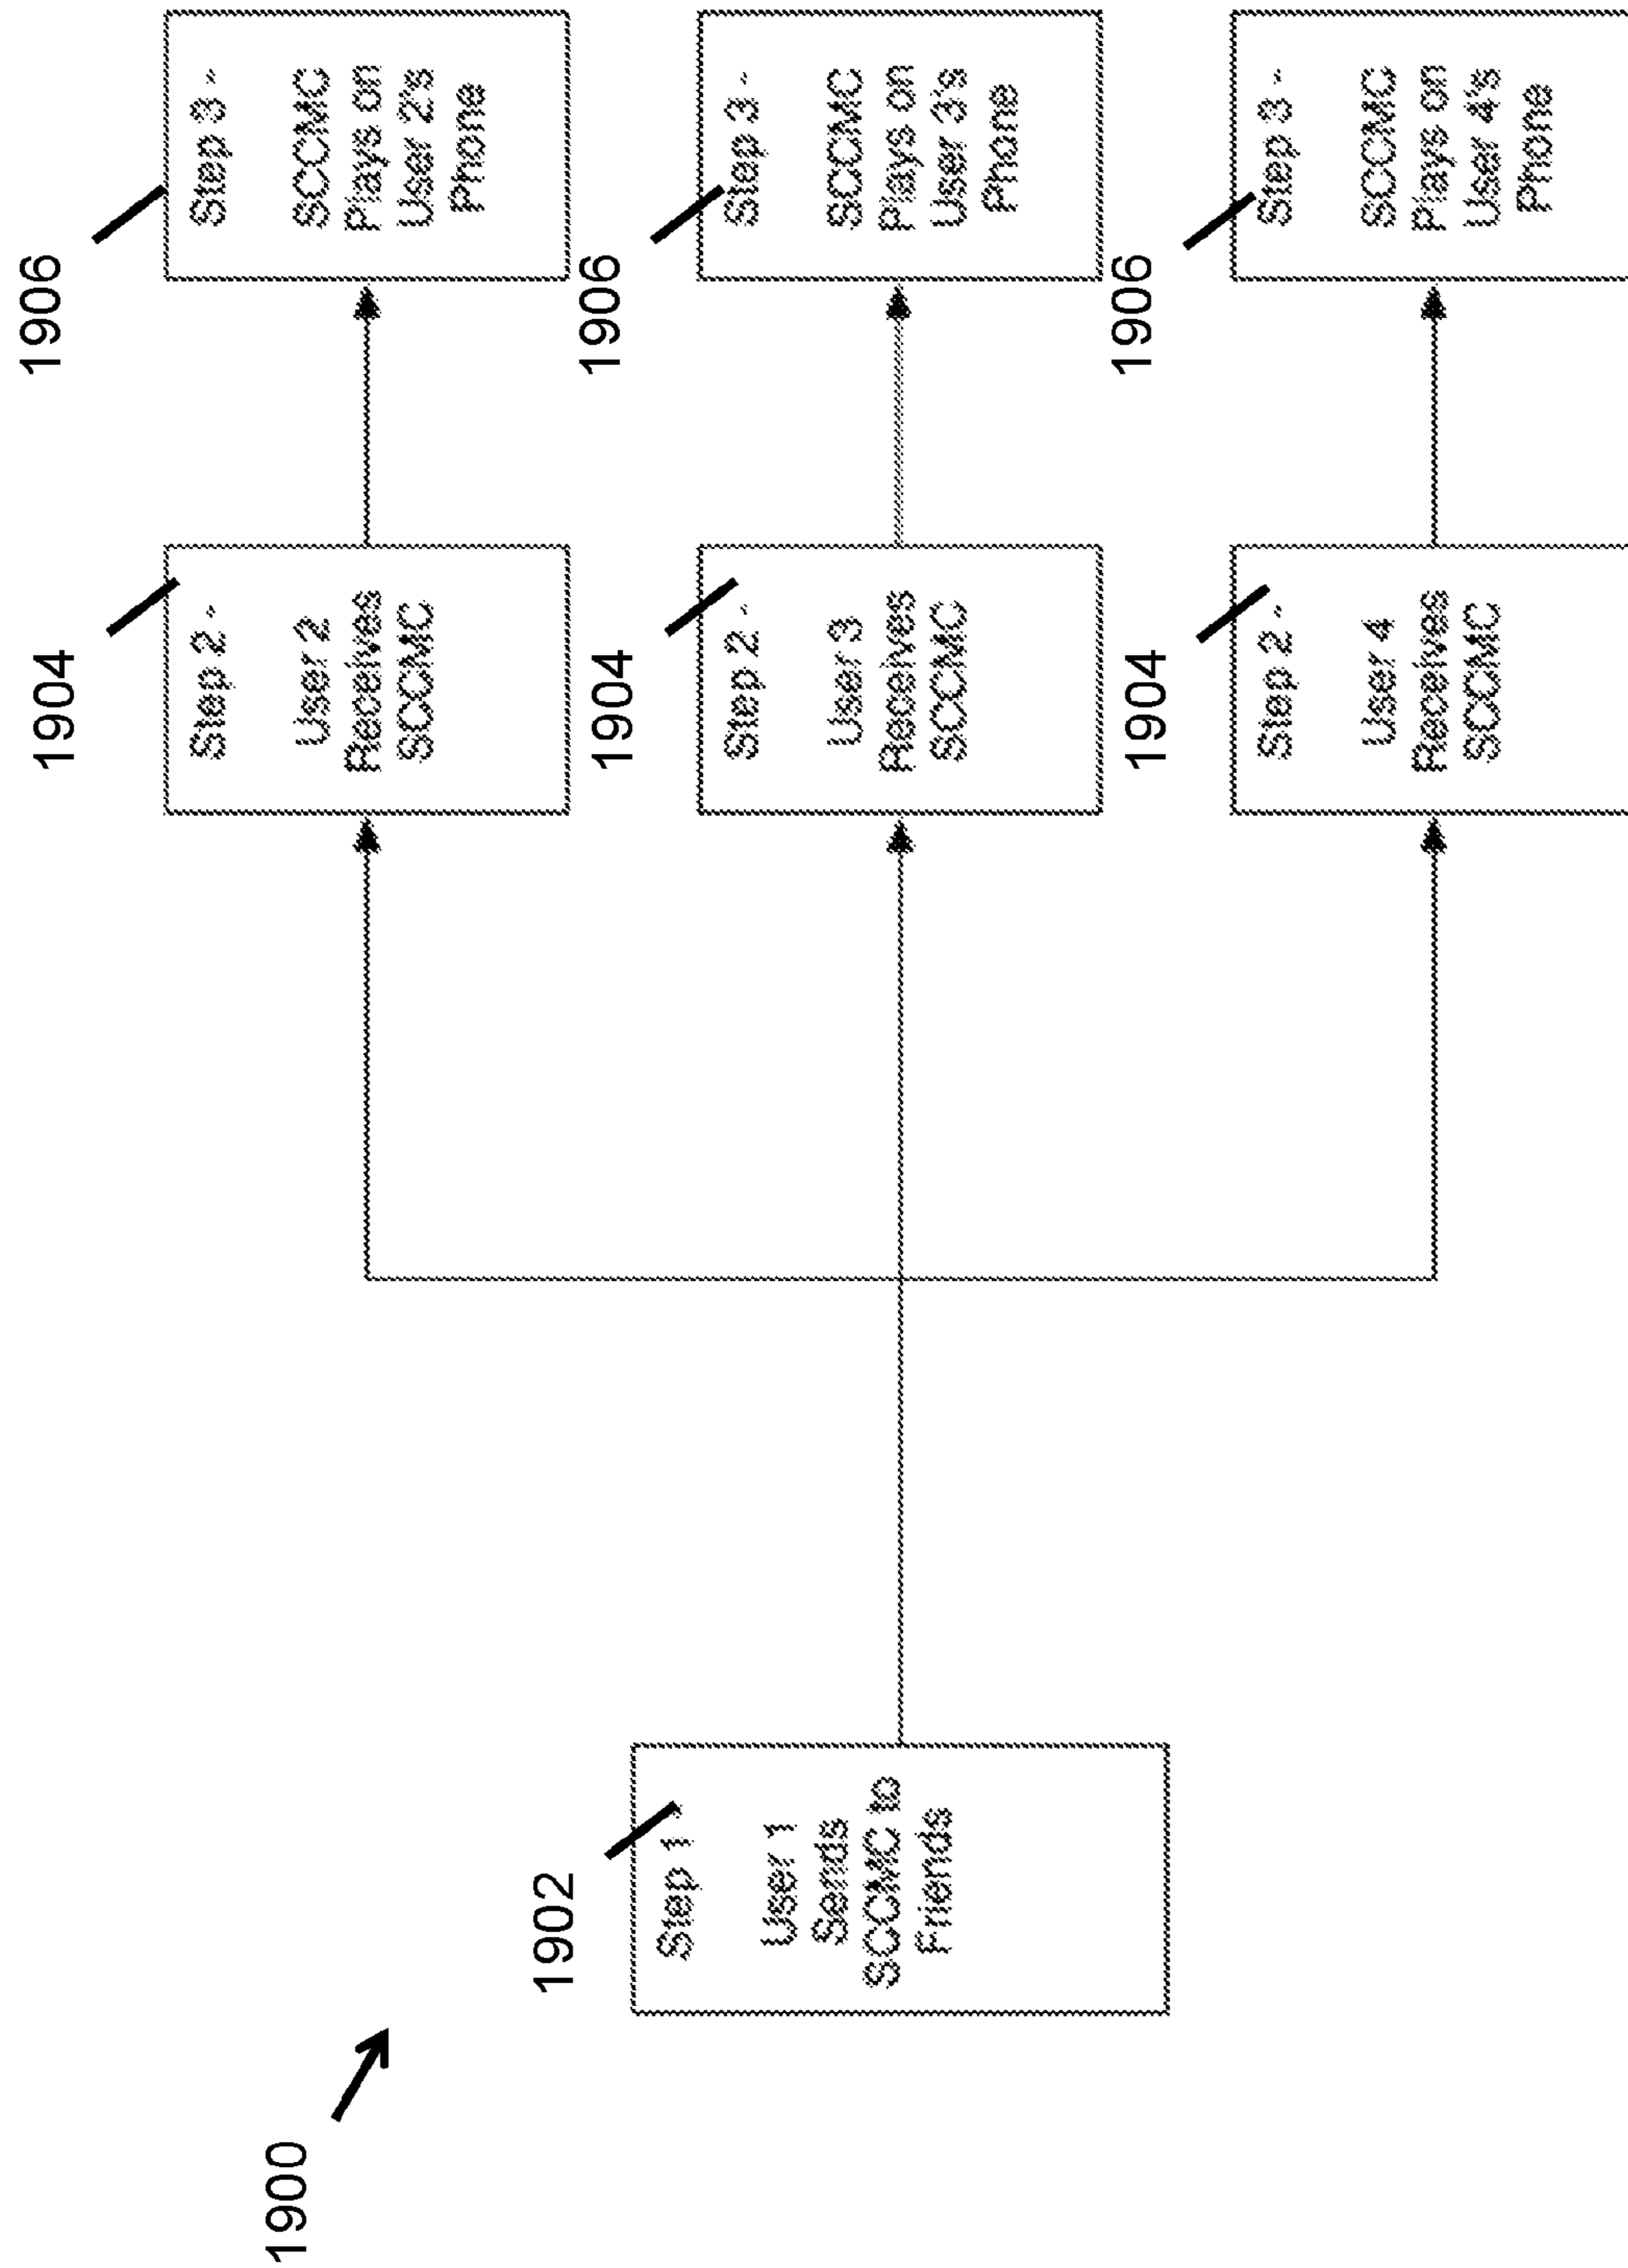 1900
1902
Step 1 -
User 1
Sends
SCCMC to
Friends
1904
Step 2 -
User 2
Receives
SCCMC
1906
Step 3 -
SCCMC
Plays on
User 2's
Phone
1904
Step 2 -
User 3
Receives
SCCMC
1906
Step 3 -
SCCMC
Plays on
User 3's
Phone
1904
Step 2 -
User 4
Receives
SCCMC
1906
Step 3 -
SCCMC
Plays on
User 4's
Phone